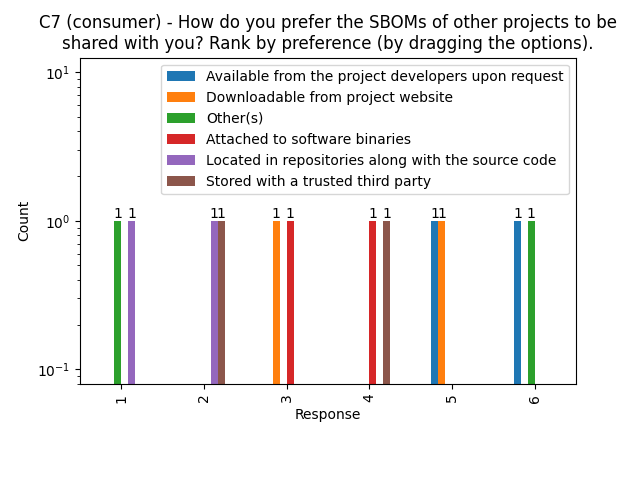 C7 (consumer) - How do you prefer the SBOMs of other projects to be
shared with you? Rank by preference (by dragging the options).
10¹
Available from the project developers upon request
Downloadable from project website
Other(s)
Attached to software binaries
Located in repositories along with the source code
Stored with a trusted third party
1 1 1 1 1 1 1 1 1 1 1 1
10⁰
Count
10⁻¹
1 2 3 4 5 6
Response